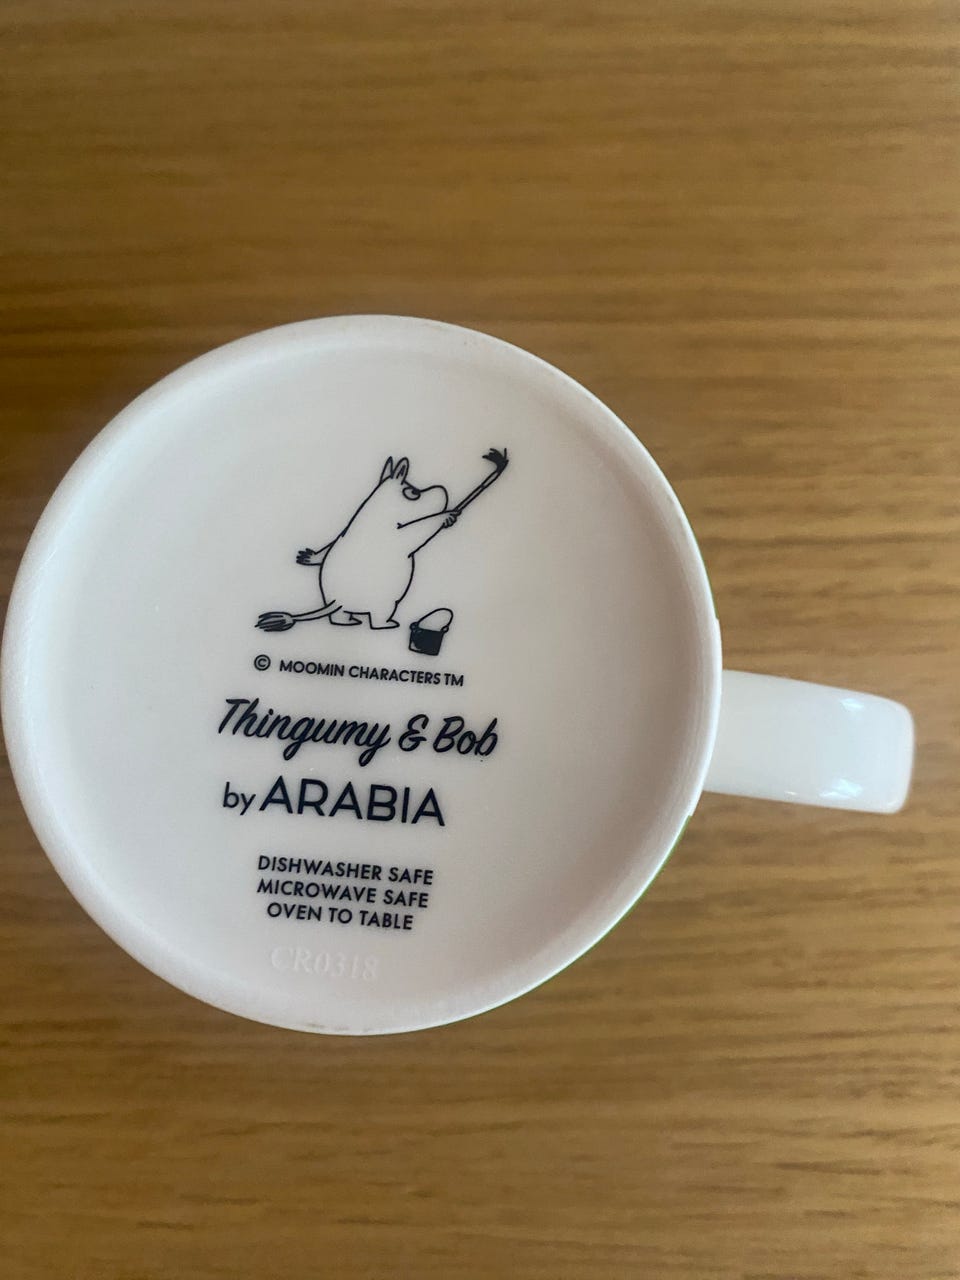 © MOOMIN CHARACTERS TM
Thingumy & Bob
by ARABIA
DISHWASHER SAFE
MICROWAVE SAFE
OVEN TO TABLE
CR0318